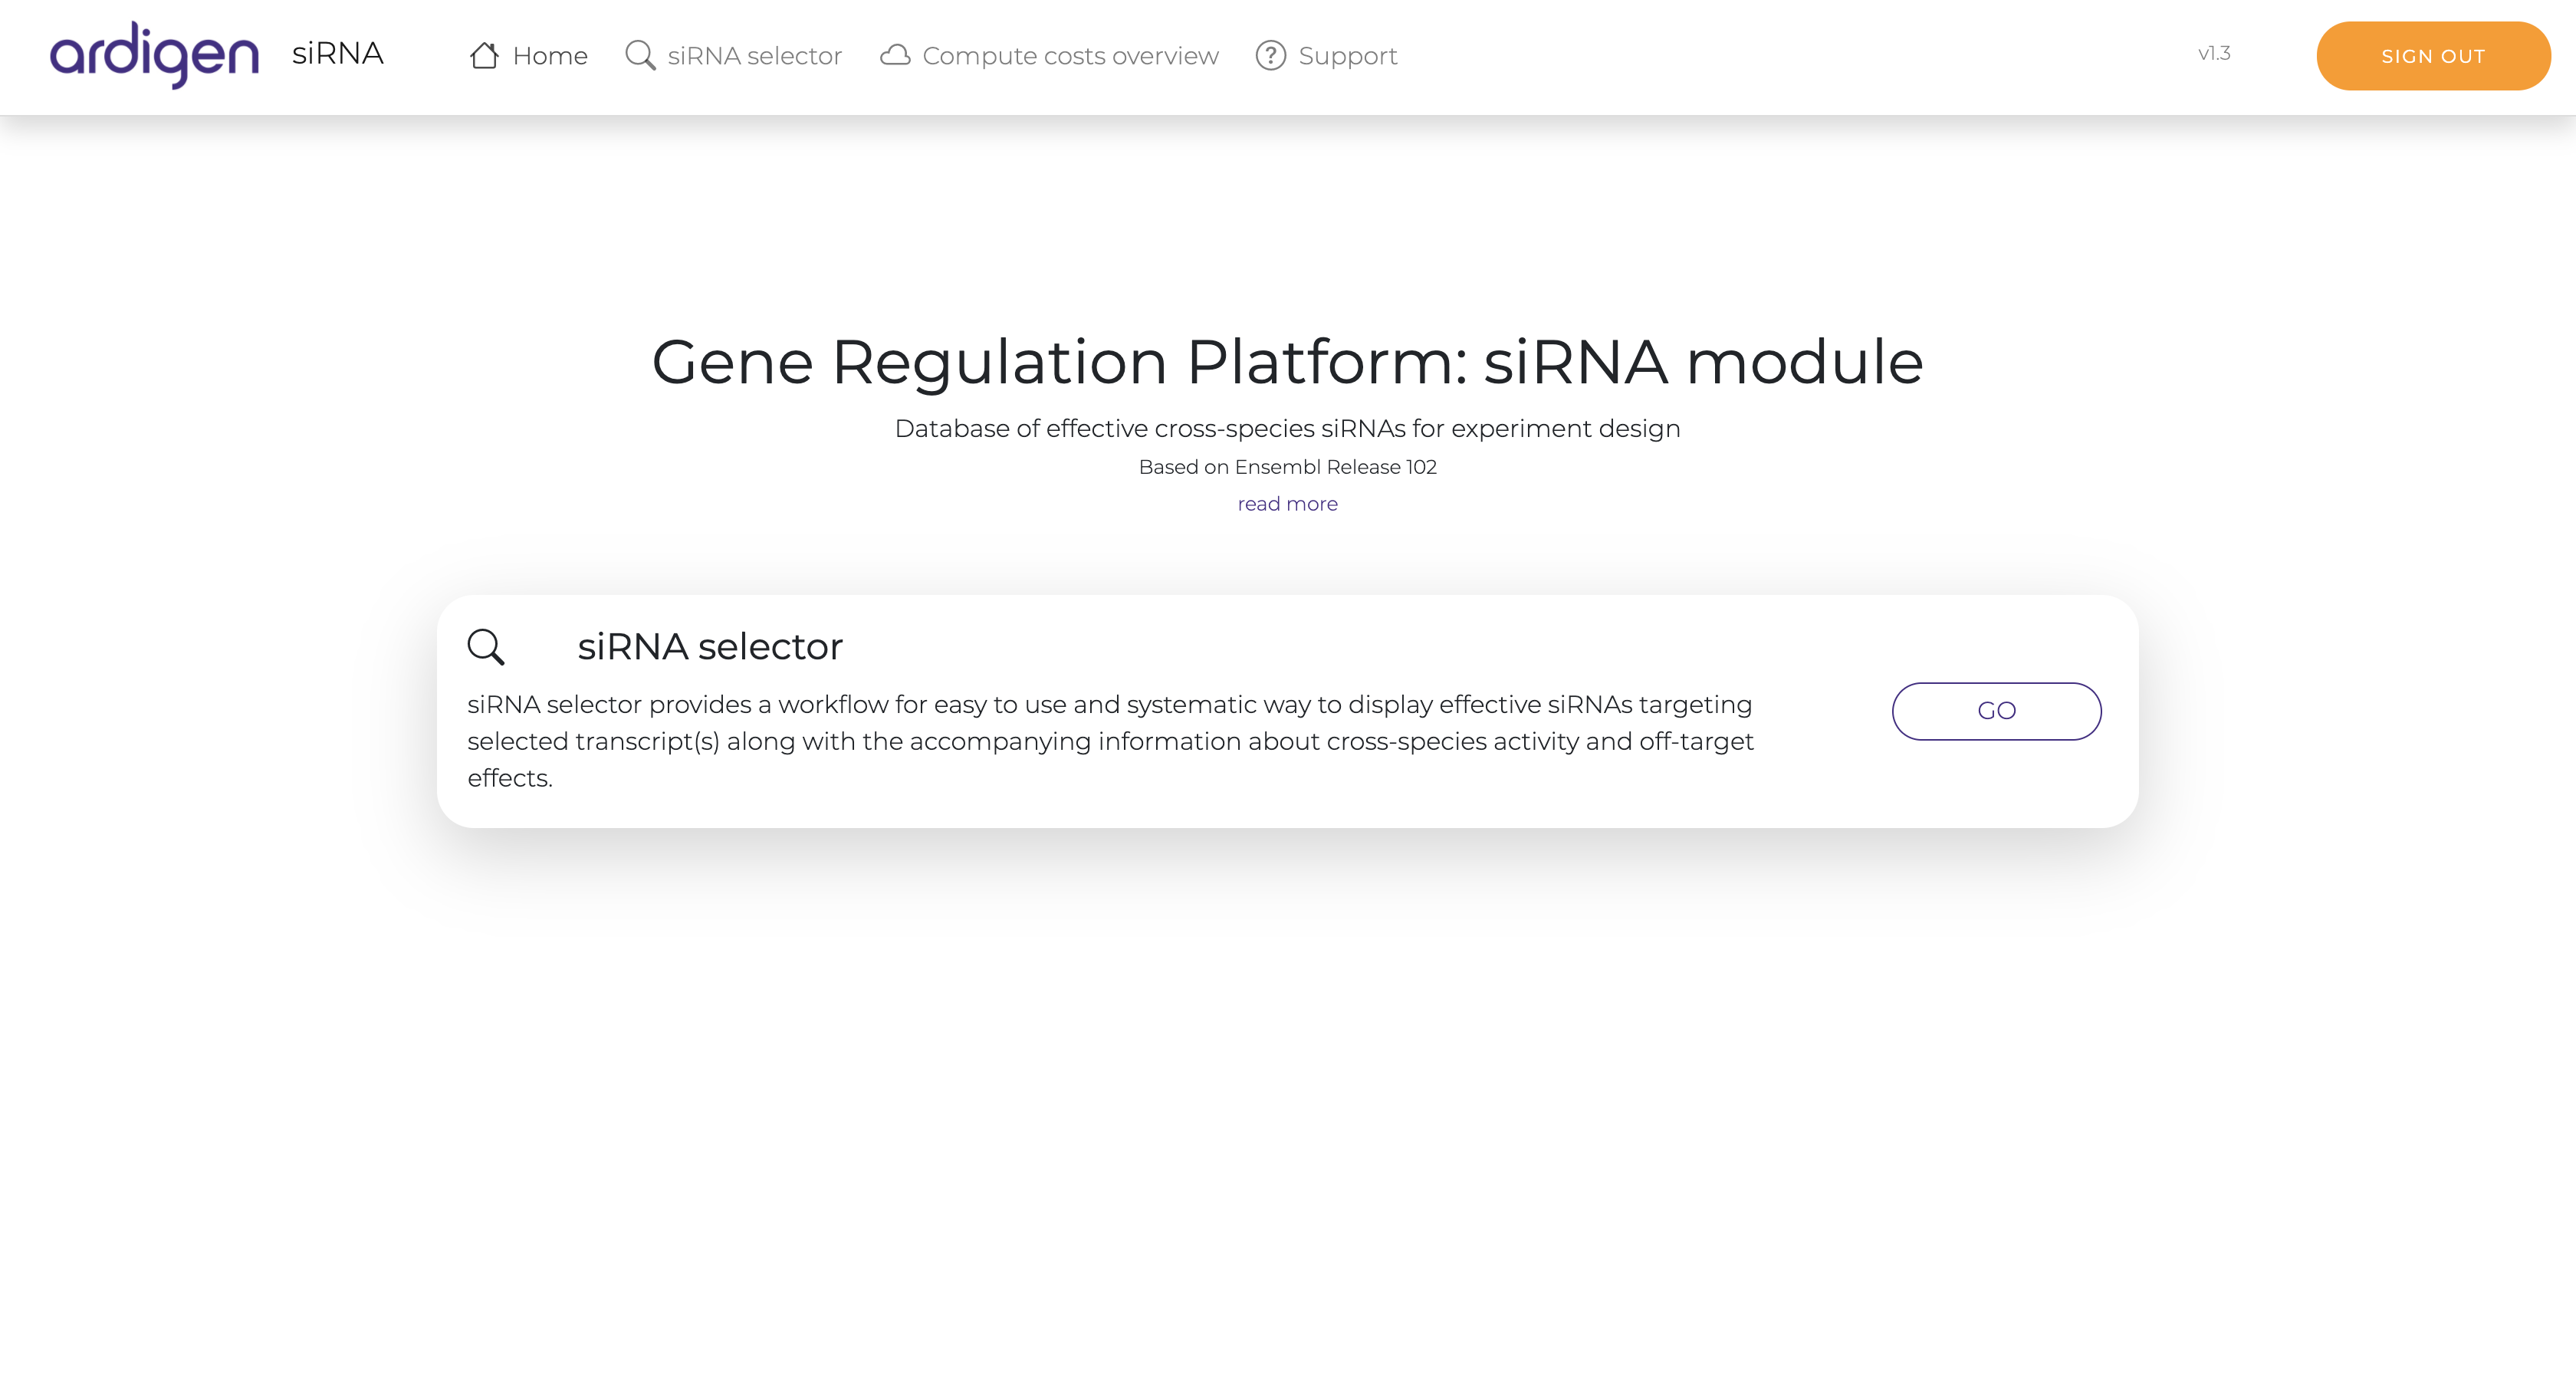 ardigen siRNA Home siRNA selector Compute costs overview Support v1.3 SIGN OUT
Gene Regulation Platform: siRNA module
Database of effective cross-species siRNAs for experiment design
Based on Ensembl Release 102
read more
siRNA selector
siRNA selector provides a workflow for easy to use and systematic way to display effective siRNAs targeting
selected transcript(s) along with the accompanying information about cross-species activity and off-target
effects.
GO